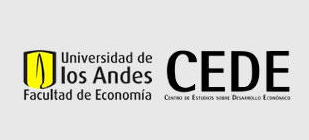 Universidad de
los Andes
Facultad de Economía
CEDE
Centro de Estudios sobre Desarrollo Económico